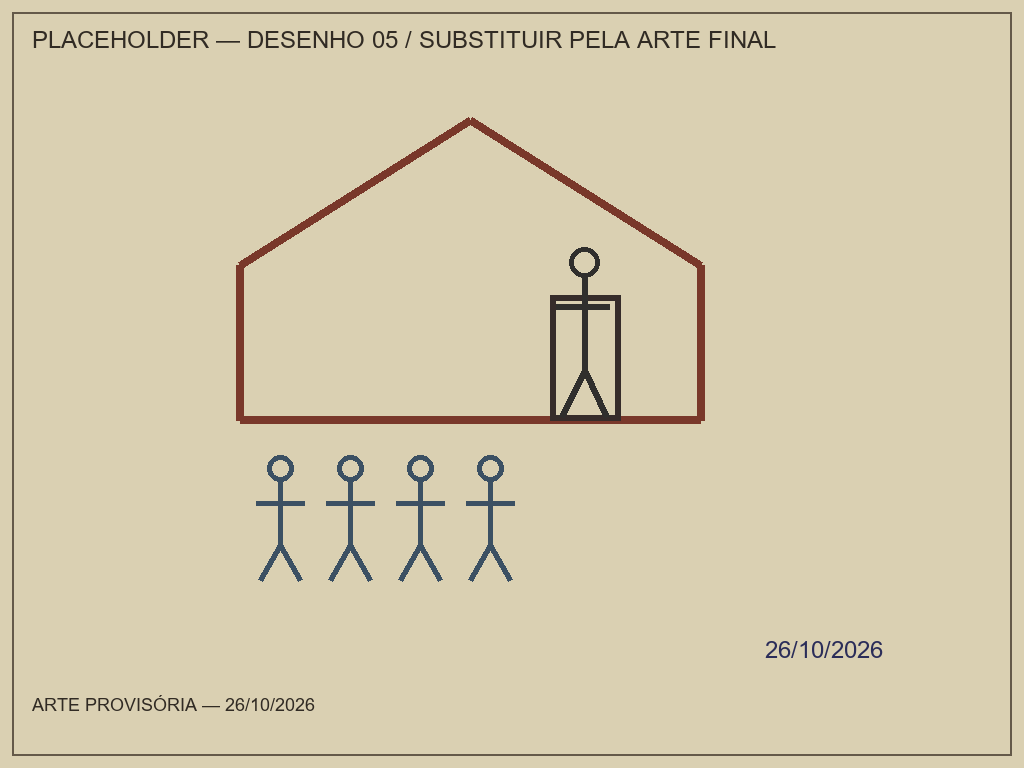 PLACEHOLDER — DESENHO 05 / SUBSTITUIR PELA ARTE FINAL
26/10/2026
ARTE PROVISÓRIA — 26/10/2026